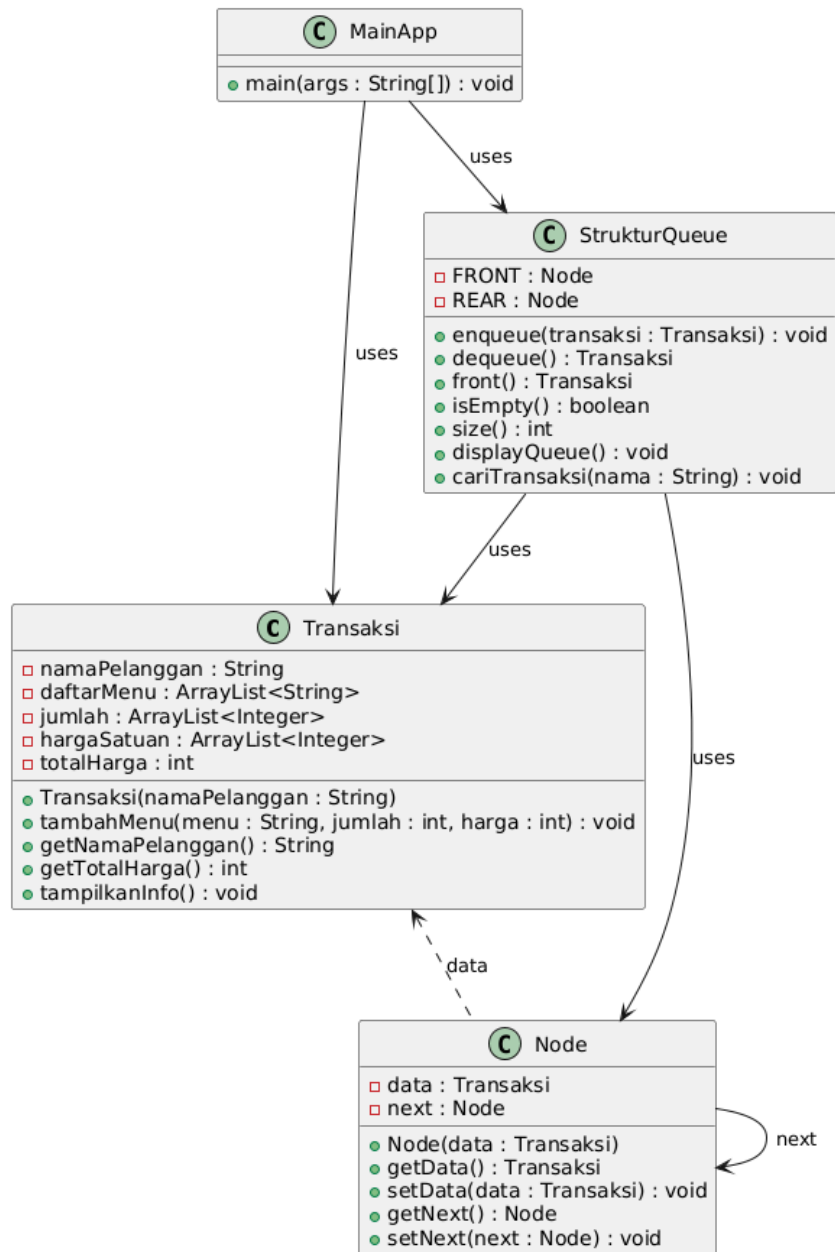 C MainApp
main(args : String[]) : void
uses
C StrukturQueue
FRONT : Node
REAR : Node
enqueue(transaksi : Transaksi) : void
dequeue() : Transaksi
front() : Transaksi
isEmpty() : boolean
size() : int
displayQueue() : void
cariTransaksi(nama : String) : void
uses
uses
C Transaksi
namaPelanggan : String
daftarMenu : ArrayList<String>
jumlah : ArrayList<Integer>
hargaSatuan : ArrayList<Integer>
totalHarga : int
Transaksi(namaPelanggan : String)
tambahMenu(menu : String, jumlah : int, harga : int) : void
getNamaPelanggan() : String
getTotalHarga() : int
tampilkanInfo() : void
uses
data
C Node
data : Transaksi
next : Node
Node(data : Transaksi)
getData() : Transaksi
setData(data : Transaksi) : void
getNext() : Node
setNext(next : Node) : void
next